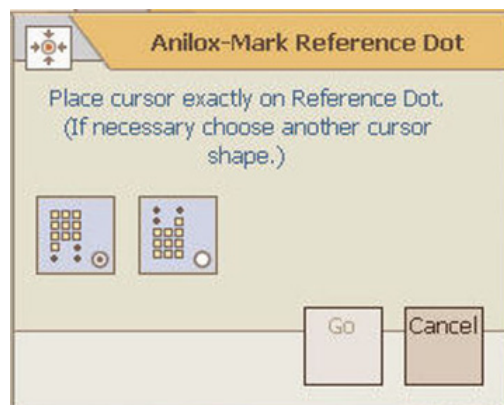 Anilox-Mark Reference Dot
Place cursor exactly on Reference Dot.
(If necessary choose another cursor
shape.)
Go
Cancel